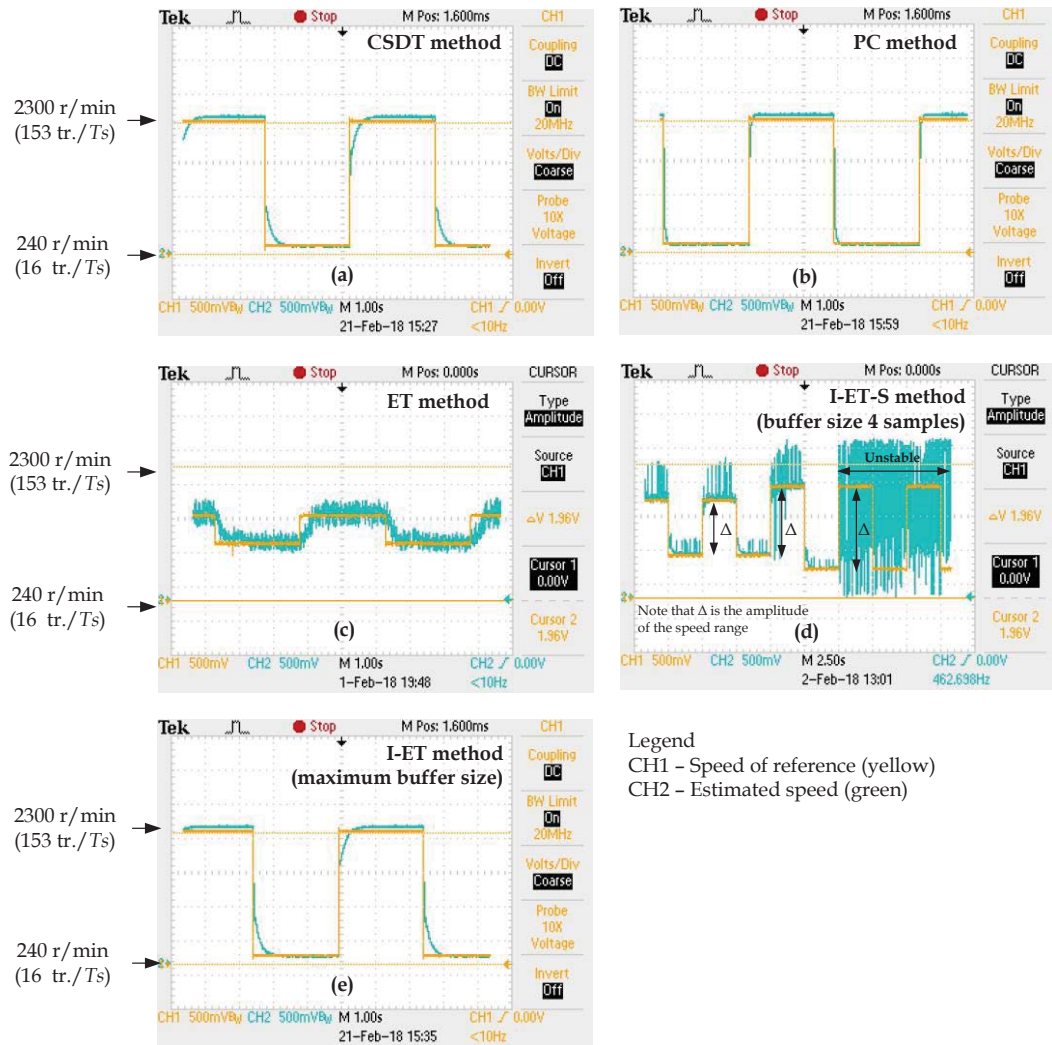 Tek Stop M Pos: 1.600ms CH1
CSDT method
Coupling
DC
BW Limit
On
20MHz
Volts/Div
Coarse
Probe
10X
Voltage
Invert
Off
2300 r/min
(153 tr./Ts)
240 r/min
(16 tr./Ts)
2
(a)
CH1 500mVBW CH2 500mVBW M 1.00s CH1 0.00V
21-Feb-18 15:27 <10Hz
Tek Stop M Pos: 1.600ms CH1
PC method
Coupling
DC
BW Limit
On
20MHz
Volts/Div
Coarse
Probe
10X
Voltage
Invert
Off
2
(b)
CH1 500mVBW CH2 500mVBW M 1.00s CH1 0.00V
21-Feb-18 15:59 <10Hz
Tek Stop M Pos: 0.000s CURSOR
ET method
Type
Amplitude
Source
CH1
△V 1.96V
Cursor 1
0.00V
Cursor 2
1.96V
2300 r/min
(153 tr./Ts)
240 r/min
(16 tr./Ts)
2
(c)
CH1 500mV CH2 500mV M 1.00s CH2 0.00V
1-Feb-18 19:48 <10Hz
Tek Stop M Pos: 0.000s CURSOR
I-ET-S method
(buffer size 4 samples)
Type
Amplitude
Source
CH1
△V 1.96V
Cursor 1
0.00V
Cursor 2
1.96V
Unstable
Δ Δ Δ
2
Note that Δ is the amplitude
of the speed range
(d)
CH1 500mV CH2 500mV M 2.50s CH2 0.00V
2-Feb-18 13:01 462.698Hz
Tek Stop M Pos: 1.600ms CH1
I-ET method
(maximum buffer size)
Coupling
DC
BW Limit
On
20MHz
Volts/Div
Coarse
Probe
10X
Voltage
Invert
Off
2300 r/min
(153 tr./Ts)
240 r/min
(16 tr./Ts)
2
(e)
CH1 500mVBW CH2 500mVBW M 1.00s CH1 0.00V
21-Feb-18 15:35 <10Hz
Legend
CH1 – Speed of reference (yellow)
CH2 – Estimated speed (green)